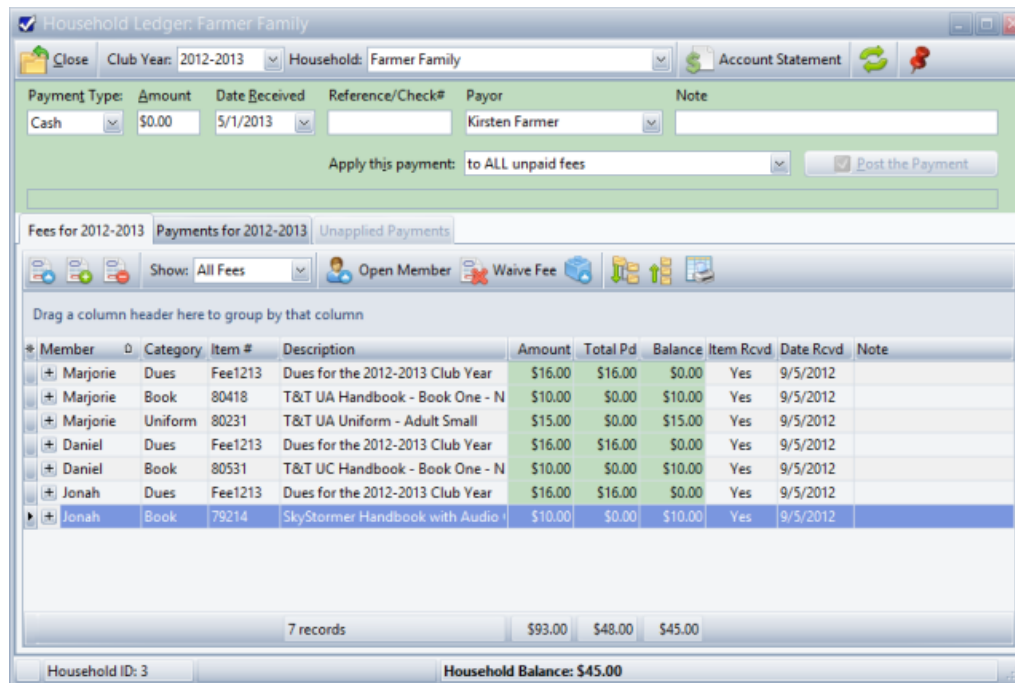 Household Ledger: Farmer Family
Close Club Year: 2012-2013 Household: Farmer Family Account Statement
Payment Type: Amount Date Received Reference/Check# Payor Note
Cash $0.00 5/1/2013 Kirsten Farmer
Apply this payment: to ALL unpaid fees Post the Payment
Fees for 2012-2013 Payments for 2012-2013 Unapplied Payments
Show: All Fees Open Member Waive Fee
Drag a column header here to group by that column
Member Category Item # Description Amount Total Pd Balance Item Rcvd Date Rcvd Note
Marjorie Dues Fee1213 Dues for the 2012-2013 Club Year $16.00 $16.00 $0.00 Yes 9/5/2012
Marjorie Book 80418 T&T UA Handbook - Book One - N $10.00 $0.00 $10.00 Yes 9/5/2012
Marjorie Uniform 80231 T&T UA Uniform - Adult Small $15.00 $0.00 $15.00 Yes 9/5/2012
Daniel Dues Fee1213 Dues for the 2012-2013 Club Year $16.00 $16.00 $0.00 Yes 9/5/2012
Daniel Book 80531 T&T UC Handbook - Book One - N $10.00 $0.00 $10.00 Yes 9/5/2012
Jonah Dues Fee1213 Dues for the 2012-2013 Club Year $16.00 $16.00 $0.00 Yes 9/5/2012
Jonah Book 79214 SkyStormer Handbook with Audio $10.00 $0.00 $10.00 Yes 9/5/2012
7 records $93.00 $48.00 $45.00
Household ID: 3 Household Balance: $45.00